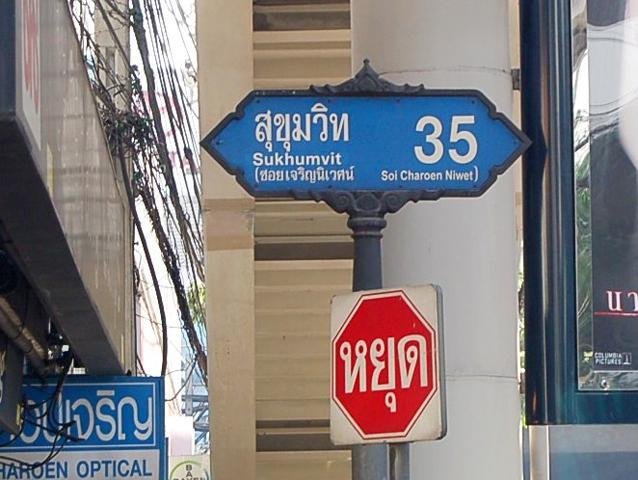 สุขุมวิท 35
Sukhumvit
(ซอยเจริญนิเวศน์ Soi Charoen Niwet)
หยุด
เจริญ
HAROEN OPTICAL
COLUMBIA
PICTURES